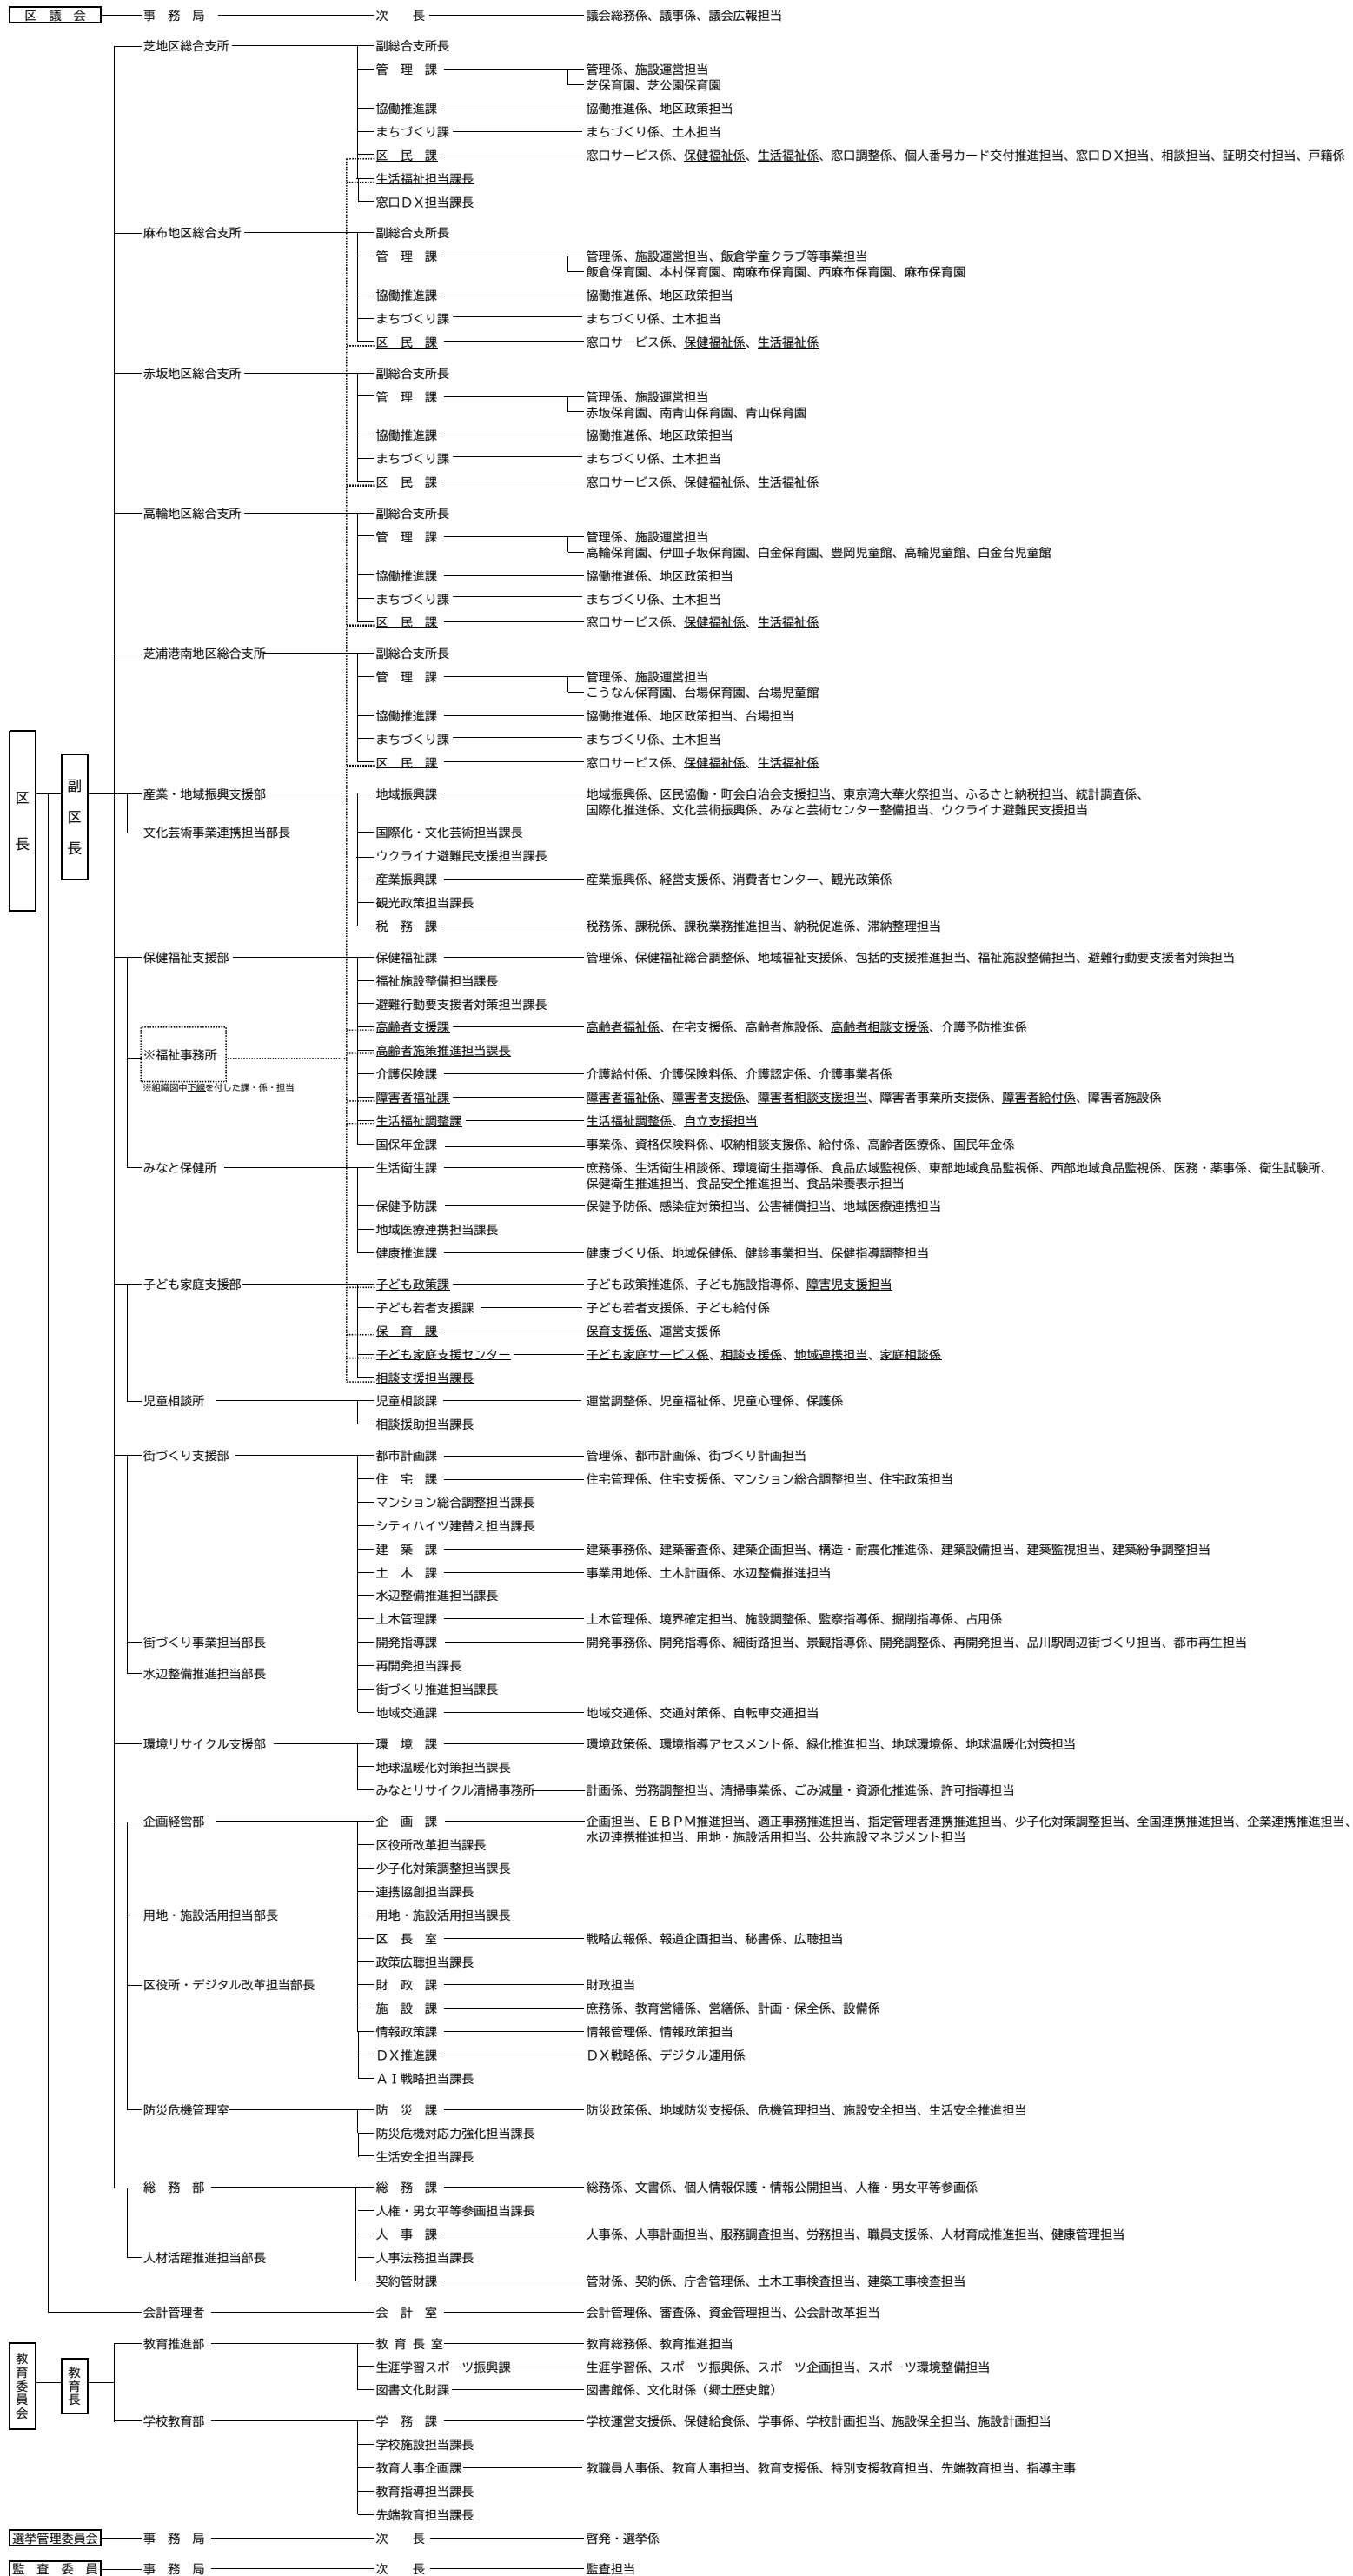 区 議 会 事 務 局 次 長 議会総務係、議事係、議会広報担当
芝地区総合支所 副総合支所長
管 理 課 管理係、施設運営担当
芝保育園、芝公園保育園
協働推進課 協働推進係、地区政策担当
まちづくり課 まちづくり係、土木担当
区 民 課 窓口サービス係、保健福祉係、生活福祉係、窓口調整係、個人番号カード交付推進担当、窓口DX担当、相談担当、証明交付担当、戸籍係
生活福祉担当課長
窓口DX担当課長
麻布地区総合支所 副総合支所長
管 理 課 管理係、施設運営担当、飯倉学童クラブ等事業担当
飯倉保育園、本村保育園、南麻布保育園、西麻布保育園、麻布保育園
協働推進課 協働推進係、地区政策担当
まちづくり課 まちづくり係、土木担当
区 民 課 窓口サービス係、保健福祉係、生活福祉係
赤坂地区総合支所 副総合支所長
管 理 課 管理係、施設運営担当
赤坂保育園、南青山保育園、青山保育園
協働推進課 協働推進係、地区政策担当
まちづくり課 まちづくり係、土木担当
区 民 課 窓口サービス係、保健福祉係、生活福祉係
高輪地区総合支所 副総合支所長
管 理 課 管理係、施設運営担当
高輪保育園、伊皿子坂保育園、白金保育園、豊岡児童館、高輪児童館、白金台児童館
協働推進課 協働推進係、地区政策担当
まちづくり課 まちづくり係、土木担当
区 民 課 窓口サービス係、保健福祉係、生活福祉係
芝浦港南地区総合支所 副総合支所長
管 理 課 管理係、施設運営担当
こうなん保育園、台場保育園、台場児童館
協働推進課 協働推進係、地区政策担当、台場担当
まちづくり課 まちづくり係、土木担当
区 民 課 窓口サービス係、保健福祉係、生活福祉係
区長
副区長
産業・地域振興支援部 地域振興課 地域振興係、区民協働・町会自治会支援担当、東京湾大華火祭担当、ふるさと納税担当、統計調査係、
国際化推進係、文化芸術振興係、みなと芸術センター整備担当、ウクライナ避難民支援担当
文化芸術事業連携担当部長 国際化・文化芸術担当課長
ウクライナ避難民支援担当課長
産業振興課 産業振興係、経営支援係、消費者センター、観光政策係
観光政策担当課長
税 務 課 税務係、課税係、課税業務推進担当、納税促進係、滞納整理担当
保健福祉支援部 保健福祉課 管理係、保健福祉総合調整係、地域福祉支援係、包括的支援推進担当、福祉施設整備担当、避難行動要支援者対策担当
福祉施設整備担当課長
避難行動要支援者対策担当課長
高齢者支援課 高齢者福祉係、在宅支援係、高齢者施設係、高齢者相談支援係、介護予防推進係
※福祉事務所 高齢者施策推進担当課長
介護保険課 介護給付係、介護保険料係、介護認定係、介護事業者係
※組織図中下線を付した課・係・担当
障害者福祉課 障害者福祉係、障害者支援係、障害者相談支援担当、障害者事業所支援係、障害者給付係、障害者施設係
生活福祉調整課 生活福祉調整係、自立支援担当
国保年金課 事業係、資格保険料係、収納相談支援係、給付係、高齢者医療係、国民年金係
みなと保健所 生活衛生課 庶務係、生活衛生相談係、環境衛生指導係、食品広域監視係、東部地域食品監視係、西部地域食品監視係、医務・薬事係、衛生試験所、
保健衛生推進担当、食品安全推進担当、食品栄養表示担当
保健予防課 保健予防係、感染症対策担当、公害補償担当、地域医療連携担当
地域医療連携担当課長
健康推進課 健康づくり係、地域保健係、健診事業担当、保健指導調整担当
子ども家庭支援部 子ども政策課 子ども政策推進係、子ども施設指導係、障害児支援担当
子ども若者支援課 子ども若者支援係、子ども給付係
保 育 課 保育支援係、運営支援係
子ども家庭支援センター 子ども家庭サービス係、相談支援係、地域連携担当、家庭相談係
相談支援担当課長
児童相談所 児童相談課 運営調整係、児童福祉係、児童心理係、保護係
相談援助担当課長
街づくり支援部 都市計画課 管理係、都市計画係、街づくり計画担当
住 宅 課 住宅管理係、住宅支援係、マンション総合調整担当、住宅政策担当
マンション総合調整担当課長
シティハイツ建替え担当課長
建 築 課 建築事務係、建築審査係、建築企画担当、構造・耐震化推進係、建築設備担当、建築監視担当、建築紛争調整担当
土 木 課 事業用地係、土木計画係、水辺整備推進担当
水辺整備推進担当課長
土木管理課 土木管理係、境界確定担当、施設調整係、監察指導係、掘削指導係、占用係
街づくり事業担当部長 開発指導課 開発事務係、開発指導係、細街路担当、景観指導係、開発調整係、再開発担当、品川駅周辺街づくり担当、都市再生担当
水辺整備推進担当部長 再開発担当課長
街づくり推進担当課長
地域交通課 地域交通係、交通対策係、自転車交通担当
環境リサイクル支援部 環 境 課 環境政策係、環境指導アセスメント係、緑化推進担当、地球環境係、地球温暖化対策担当
地球温暖化対策担当課長
みなとリサイクル清掃事務所 計画係、労務調整担当、清掃事業係、ごみ減量・資源化推進係、許可指導担当
企画経営部 企 画 課 企画担当、EBPM推進担当、適正事務推進担当、指定管理者連携推進担当、少子化対策調整担当、全国連携推進担当、企業連携推進担当、
水辺連携推進担当、用地・施設活用担当、公共施設マネジメント担当
区役所改革担当課長
少子化対策調整担当課長
連携協創担当課長
用地・施設活用担当部長 用地・施設活用担当課長
区 長 室 戦略広報係、報道企画担当、秘書係、広聴担当
政策広聴担当課長
区役所・デジタル改革担当部長 財 政 課 財政担当
施 設 課 庶務係、教育営繕係、営繕係、計画・保全係、設備係
情報政策課 情報管理係、情報政策担当
DX推進課 DX戦略係、デジタル運用係
AI戦略担当課長
防災危機管理室 防 災 課 防災政策係、地域防災支援係、危機管理担当、施設安全担当、生活安全推進担当
防災危機対応力強化担当課長
生活安全担当課長
総 務 部 総 務 課 総務係、文書係、個人情報保護・情報公開担当、人権・男女平等参画係
人権・男女平等参画担当課長
人 事 課 人事係、人事計画担当、服務調査担当、労務担当、職員支援係、人材育成推進担当、健康管理担当
人材活躍推進担当部長 人事法務担当課長
契約管財課 管財係、契約係、庁舎管理係、土木工事検査担当、建築工事検査担当
会計管理者 会 計 室 会計管理係、審査係、資金管理担当、公会計改革担当
教育委員会
教育長
教育推進部 教 育 長 室 教育総務係、教育推進担当
生涯学習スポーツ振興課 生涯学習係、スポーツ振興係、スポーツ企画担当、スポーツ環境整備担当
図書文化財課 図書館係、文化財係（郷土歴史館）
学校教育部 学 務 課 学校運営支援係、保健給食係、学事係、学校計画担当、施設保全担当、施設計画担当
学校施設担当課長
教育人事企画課 教職員人事係、教育人事担当、教育支援係、特別支援教育担当、先端教育担当、指導主事
教育指導担当課長
先端教育担当課長
選挙管理委員会 事 務 局 次 長 啓発・選挙係
監 査 委 員 事 務 局 次 長 監査担当